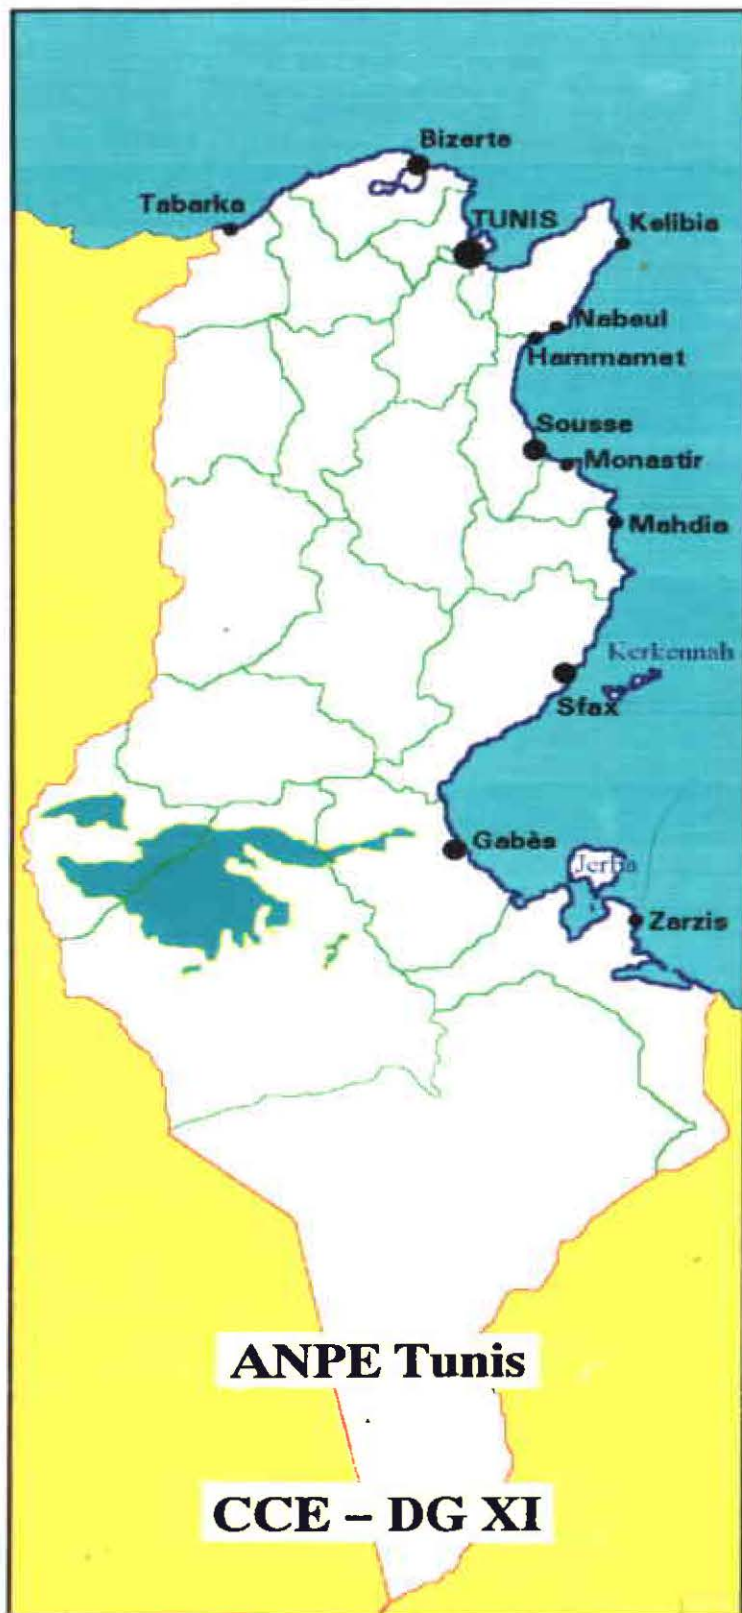 Bizerte
Tabarka
TUNIS
Kelibia
Nabeul
Hammamet
Sousse
Monastir
Mahdia
Kerkennah
Sfax
Gabès
Jerba
Zarzis
ANPE Tunis
CCE – DG XI